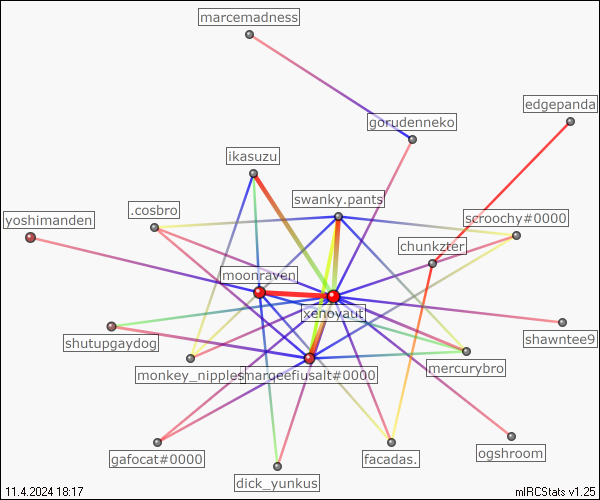 marcemadness
edgepanda
gorudenneko
ikasuzu
swanky.pants
yoshimanden
.cosbro
scroochy#0000
chunkzter
moonraven
xenoyaut
shutupgaydog
shawntee9
monkey_nipples
margeefiusalt#0000
mercurybro
gafocat#0000
dick_yunkus
facadas.
ogshroom
11.4.2024 18:17
mIRCStats v1.25